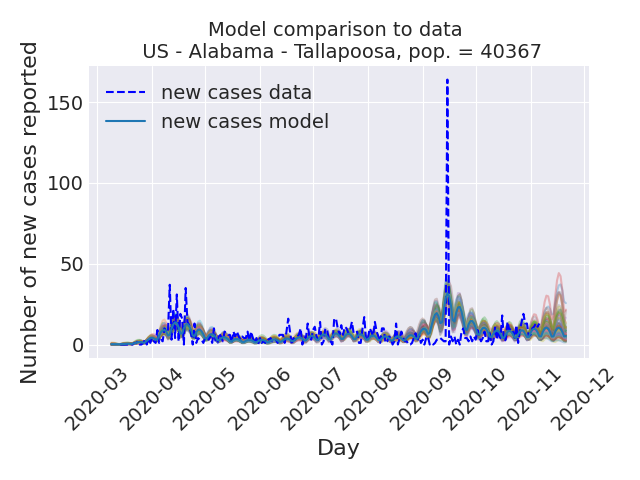 Model comparison to data
US - Alabama - Tallapoosa, pop. = 40367
Number of new cases reported
150
100
50
0
new cases data
new cases model
2020-03
2020-04
2020-05
2020-06
2020-07
2020-08
2020-09
2020-10
2020-11
2020-12
Day